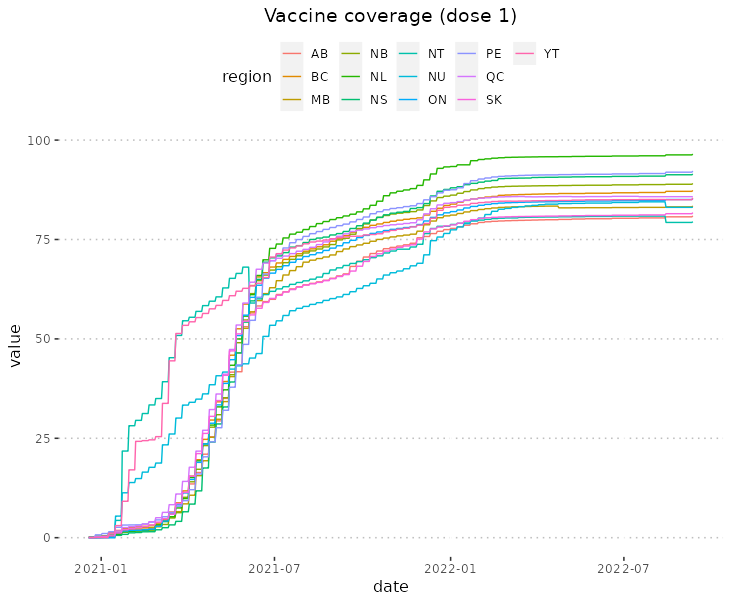 Vaccine coverage (dose 1)
region
AB NB NT PE YT
BC NL NU QC
MB NS ON SK
100
75
50
25
0
value
2021-01 2021-07 2022-01 2022-07
date